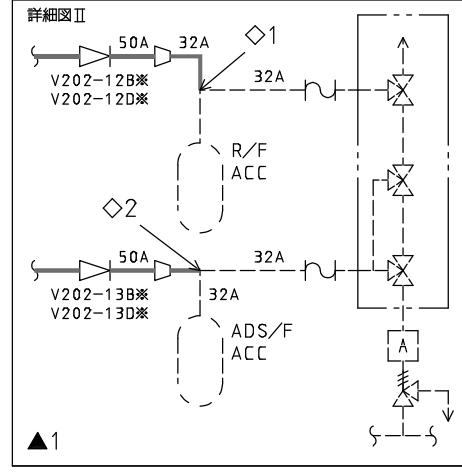 詳細図Ⅱ
50A 32A ◇1
V202-12B※
V202-12D※
32A
R/F
ACC
◇2
50A 32A
V202-13B※
V202-13D※
32A
ADS/F
ACC
A
▲1